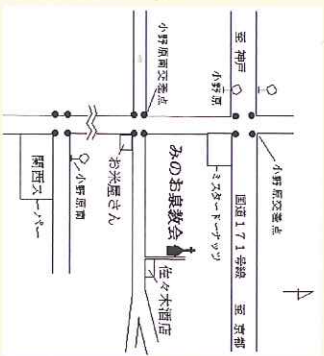 至 神戸
小野原
小野原交差点
国道171号線
至 京都
ミスタードーナッツ
小野原南交差点
みのお泉教会
佐々木酒店
お米屋さん
小野原南
関西スーパー